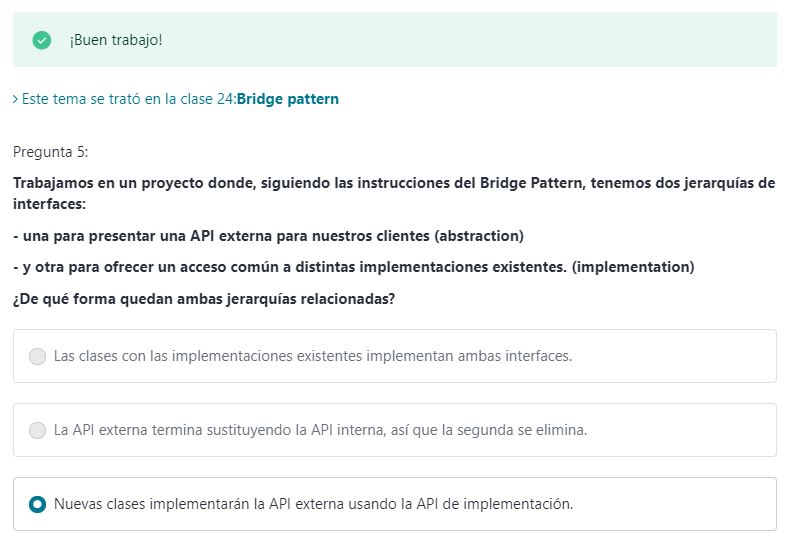 ¡Buen trabajo!
> Este tema se trató en la clase 24:Bridge pattern
Pregunta 5:
Trabajamos en un proyecto donde, siguiendo las instrucciones del Bridge Pattern, tenemos dos jerarquías de
interfaces:
- una para presentar una API externa para nuestros clientes (abstraction)
- y otra para ofrecer un acceso común a distintas implementaciones existentes. (implementation)
¿De qué forma quedan ambas jerarquías relacionadas?
Las clases con las implementaciones existentes implementan ambas interfaces.
La API externa termina sustituyendo la API interna, así que la segunda se elimina.
Nuevas clases implementarán la API externa usando la API de implementación.